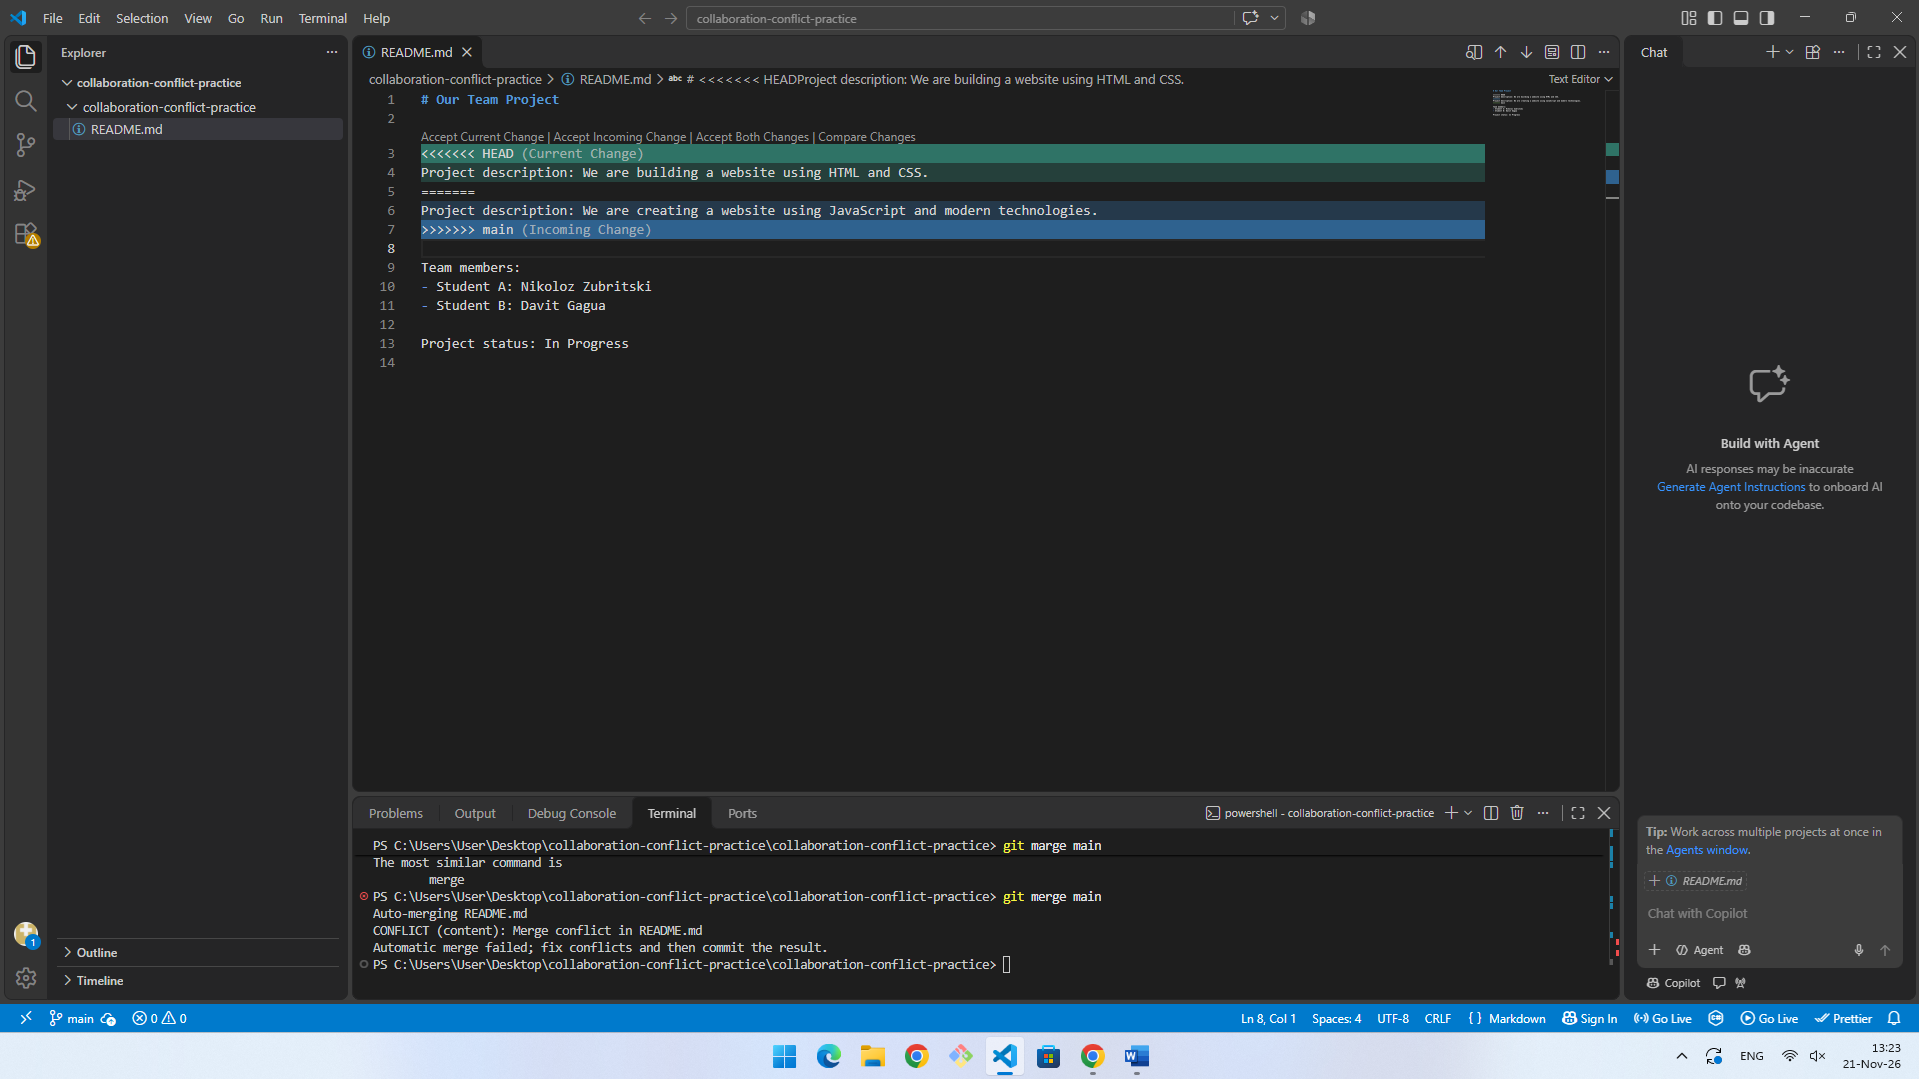 File Edit Selection View Go Run Terminal Help
collaboration-conflict-practice
Explorer
collaboration-conflict-practice
collaboration-conflict-practice
README.md
README.md
collaboration-conflict-practice > README.md > # <<<<<<< HEADProject description: We are building a website using HTML and CSS.
Text Editor
1 # Our Team Project
2
Accept Current Change | Accept Incoming Change | Accept Both Changes | Compare Changes
3 <<<<<<< HEAD (Current Change)
4 Project description: We are building a website using HTML and CSS.
5 =======
6 Project description: We are creating a website using JavaScript and modern technologies.
7 >>>>>>> main (Incoming Change)
8
9 Team members:
10 - Student A: Nikoloz Zubritski
11 - Student B: Davit Gagua
12
13 Project status: In Progress
14
Problems Output Debug Console Terminal Ports
powershell - collaboration-conflict-practice
PS C:\Users\User\Desktop\collaboration-conflict-practice\collaboration-conflict-practice> git marge main
The most similar command is
merge
PS C:\Users\User\Desktop\collaboration-conflict-practice\collaboration-conflict-practice> git merge main
Auto-merging README.md
CONFLICT (content): Merge conflict in README.md
Automatic merge failed; fix conflicts and then commit the result.
PS C:\Users\User\Desktop\collaboration-conflict-practice\collaboration-conflict-practice>
Outline
Timeline
1
Chat
Build with Agent
AI responses may be inaccurate
Generate Agent Instructions to onboard AI
onto your codebase.
Tip: Work across multiple projects at once in
the Agents window.
README.md
Chat with Copilot
Agent
Copilot
main 0 0
Ln 8, Col 1 Spaces: 4 UTF-8 CRLF {} Markdown Sign In Go Live Go Live Prettier
ENG
13:23
21-Nov-26